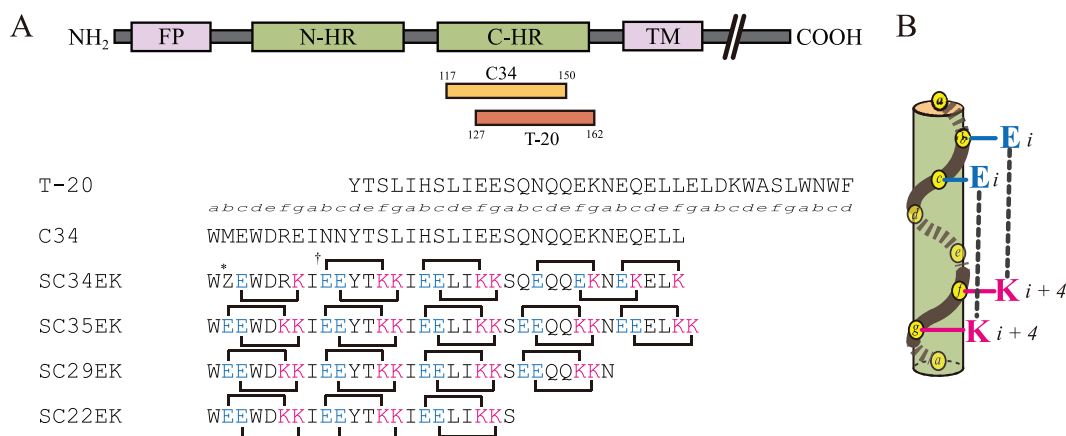 A
NH2 FP N-HR C-HR TM COOH
117 C34 150
127 T-20 162
T-20 YTSLIHSLIEESQNQQEKNEQELLELDKWASLWNWF
abcdefgabcdefgabcdefgabcdefgabcdefgabcdefgabcd
C34 WMEWDREINNYTSLIHSLIEESQNQQEKNEQELL
* †
SC34EK WZEWDRKIEEYTKKIEELIKKSQEQQEKNEKELK
SC35EK WEEWDKKIEEYTKKIEELIKKSEEQQKKNEEELKK
SC29EK WEEWDKKIEEYTKKIEELIKKSEEQQKKN
SC22EK WEEWDKKIEEYTKKIEELIKKS
B
a
b E i
c E i
d
e
f K i + 4
g K i + 4
a